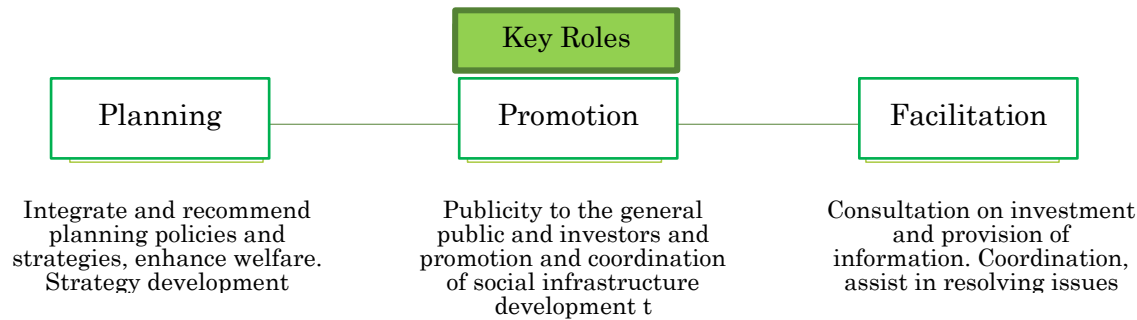 Key Roles
Planning
Promotion
Facilitation
Integrate and recommend
planning policies and
strategies, enhance welfare.
Strategy development
Publicity to the general
public and investors and
promotion and coordination
of social infrastructure
development t
Consultation on investment
and provision of
information. Coordination,
assist in resolving issues